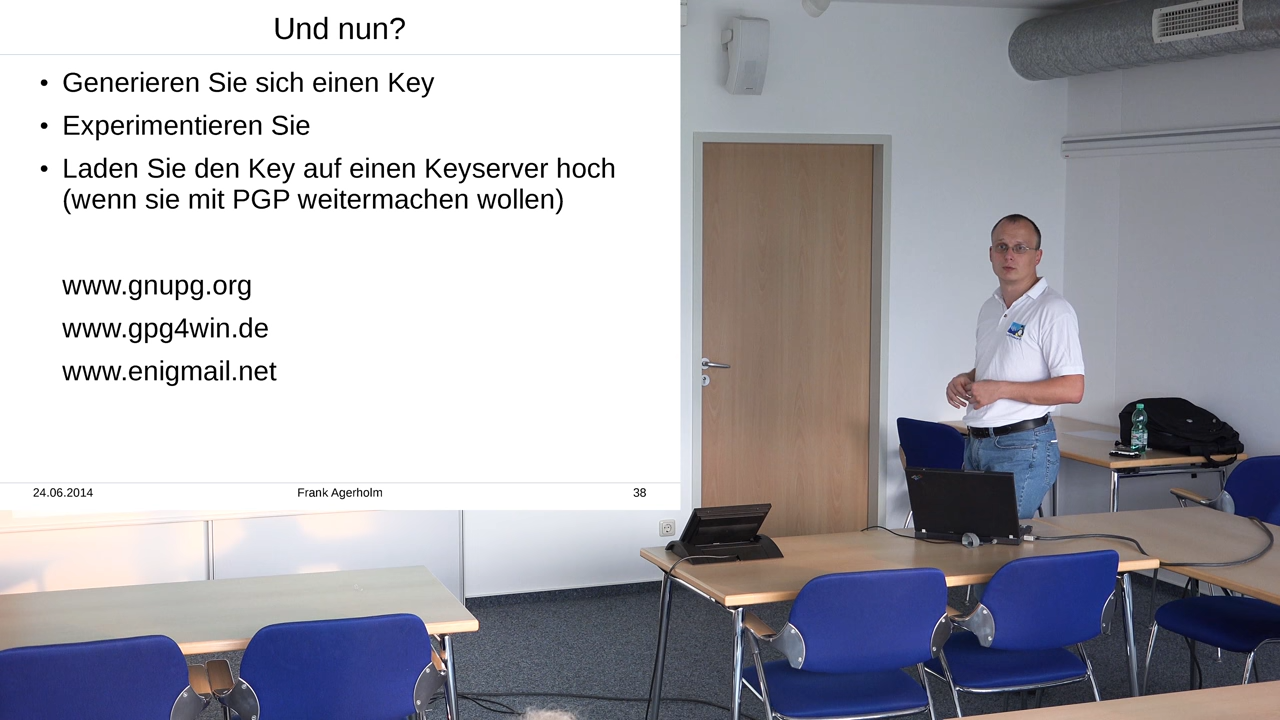 Und nun?
• Generieren Sie sich einen Key
• Experimentieren Sie
• Laden Sie den Key auf einen Keyserver hoch
(wenn sie mit PGP weitermachen wollen)
www.gnupg.org
www.gpg4win.de
www.enigmail.net
24.06.2014 Frank Agerholm 38